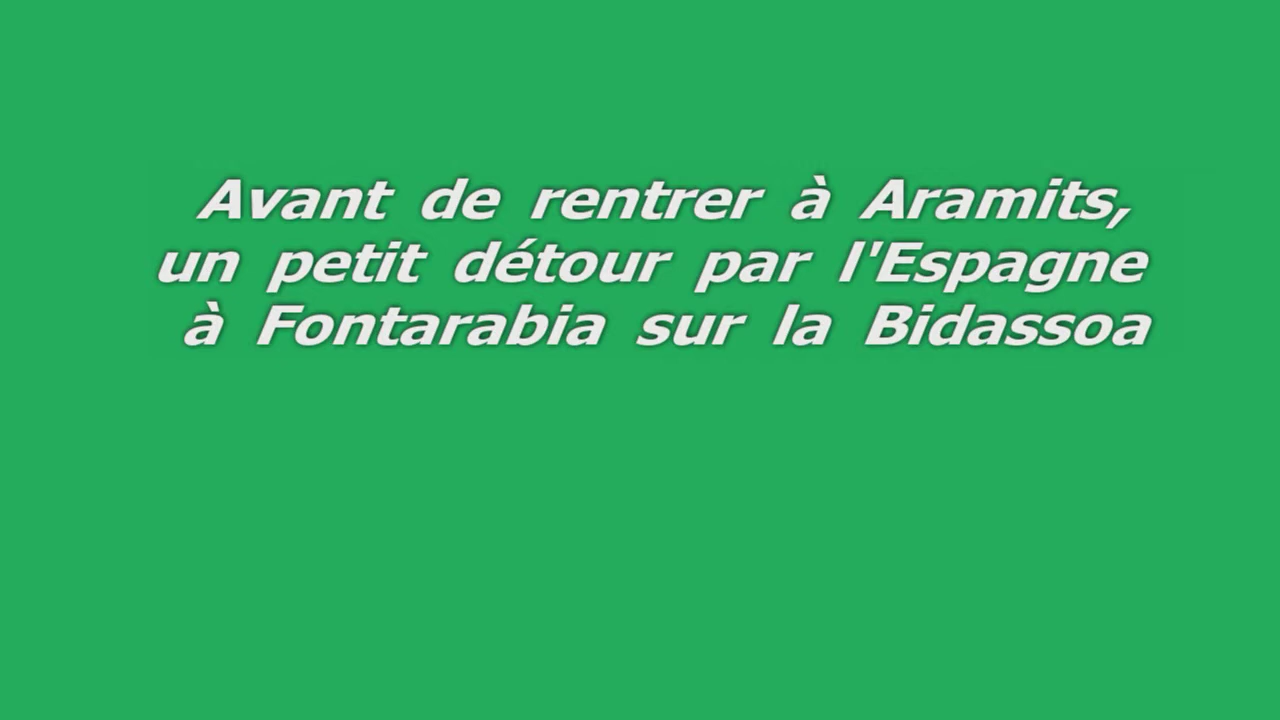 Avant de rentrer à Aramits,
un petit détour par l'Espagne
à Fontarabia sur la Bidassoa